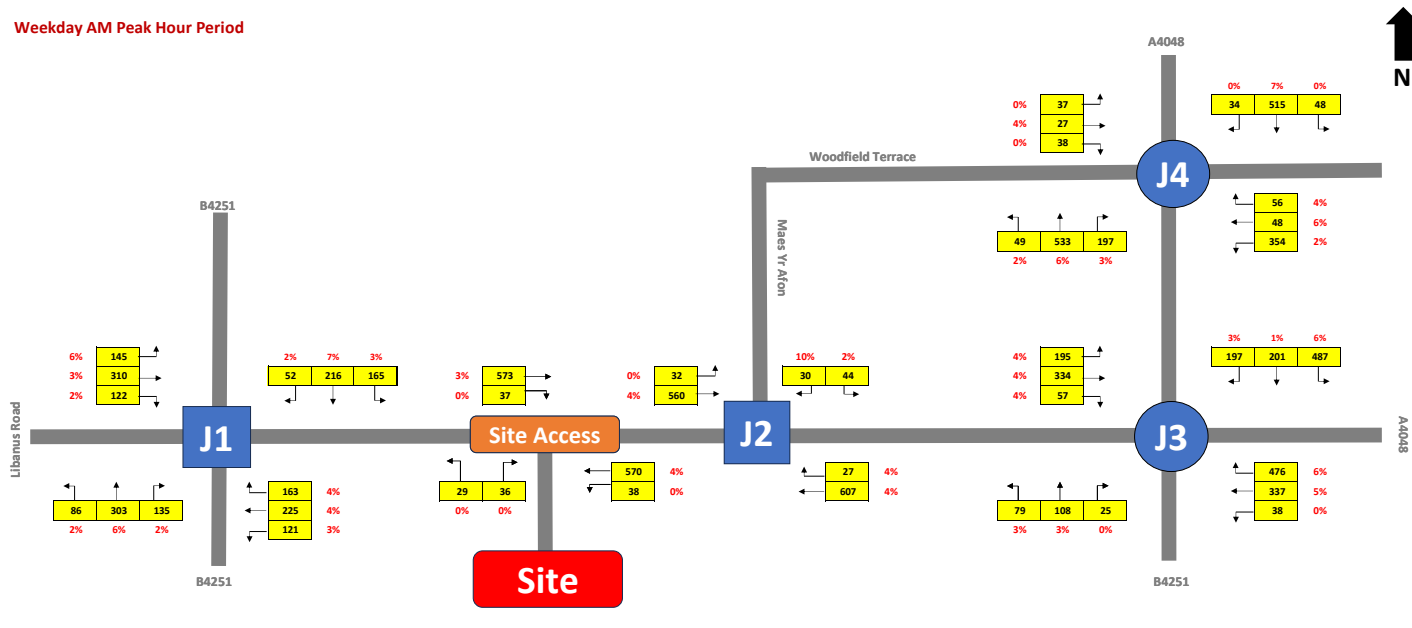 Weekday AM Peak Hour Period
N
A4048
0% 37
4% 27
0% 38
0% 7% 0%
34 515 48
Woodfield Terrace
J4
49 533 197
2% 6% 3%
56 4%
48 6%
354 2%
B4251
Maes Yr Afon
6% 145
3% 310
2% 122
2% 7% 3%
52 216 165
3% 573
0% 37
0% 32
4% 560
10% 2%
30 44
4% 195
4% 334
4% 57
3% 1% 6%
197 201 487
Libanus Road
J1
Site Access
J2
J3
A4048
86 303 135
2% 6% 2%
163 4%
225 4%
121 3%
29 36
0% 0%
570 4%
38 0%
27 4%
607 4%
79 108 25
3% 3% 0%
476 6%
337 5%
38 0%
B4251
Site
B4251